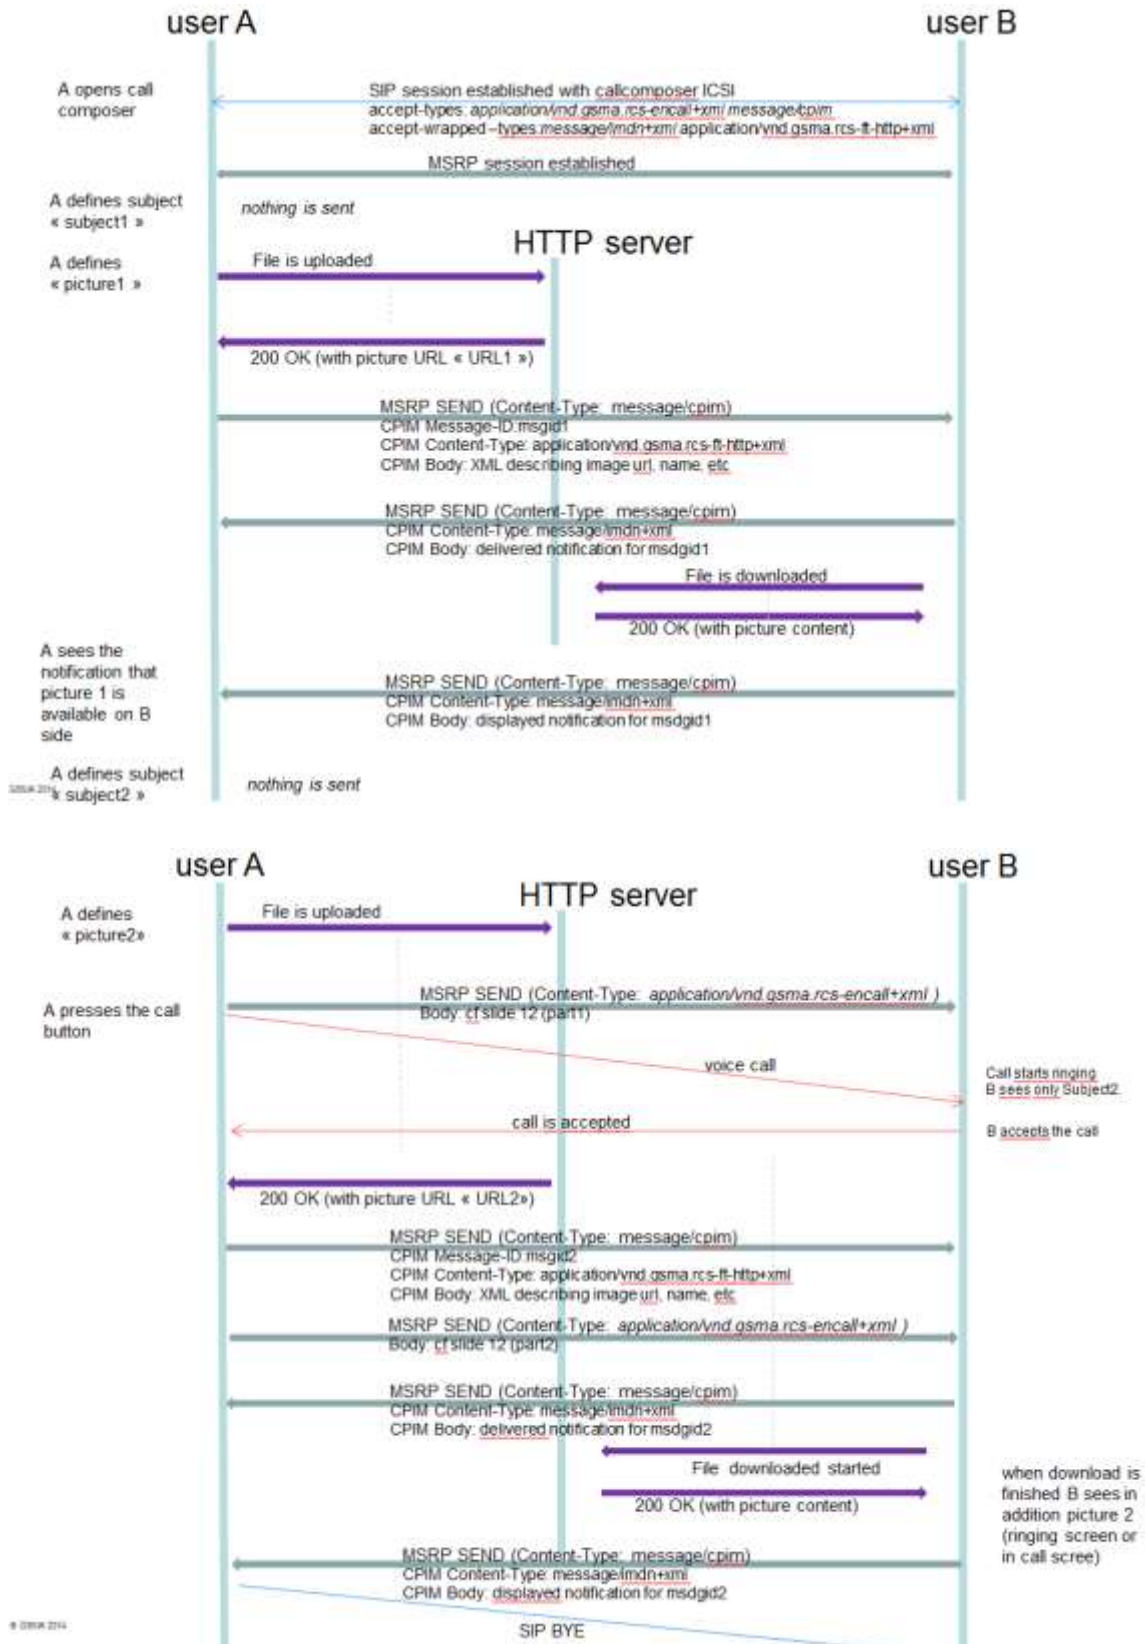 user A
user B
A opens call
composer
SIP session established with callcomposer ICSI
accept-types: application/vnd.gsma.rcs-encall+xml message/cpim
accept-wrapped –types:message/imdn+xml application/vnd.gsma.rcs-ft-http+xml
MSRP session established
A defines subject
« subject1 »
nothing is sent
HTTP server
A defines
« picture1 »
File is uploaded
200 OK (with picture URL « URL1 »)
MSRP SEND (Content-Type: message/cpim)
CPIM Message-ID:msgid1
CPIM Content-Type: application/vnd.gsma.rcs-ft-http+xml
CPIM Body: XML describing image url, name, etc
MSRP SEND (Content-Type: message/cpim)
CPIM Content-Type: message/imdn+xml
CPIM Body: delivered notification for msdgid1
File is downloaded
200 OK (with picture content)
A sees the
notification that
picture 1 is
available on B
side
MSRP SEND (Content-Type: message/cpim)
CPIM Content-Type: message/imdn+xml
CPIM Body: displayed notification for msdgid1
A defines subject
« subject2 »
nothing is sent
user A
user B
HTTP server
A defines
« picture2»
File is uploaded
MSRP SEND (Content-Type: application/vnd.gsma.rcs-encall+xml )
Body: cf slide 12 (part1)
A presses the call
button
voice call
Call starts ringing
B sees only Subject2.
call is accepted
B accepts the call
200 OK (with picture URL « URL2»)
MSRP SEND (Content-Type: message/cpim)
CPIM Message-ID:msgid2
CPIM Content-Type: application/vnd.gsma.rcs-ft-http+xml
CPIM Body: XML describing image url, name, etc
MSRP SEND (Content-Type: application/vnd.gsma.rcs-encall+xml )
Body: cf slide 12 (part2)
MSRP SEND (Content-Type: message/cpim)
CPIM Content-Type: message/imdn+xml
CPIM Body: delivered notification for msdgid2
File downloaded started
200 OK (with picture content)
when download is
finished B sees in
addition picture 2
(ringing screen or
in call scree)
MSRP SEND (Content-Type: message/cpim)
CPIM Content-Type: message/imdn+xml
CPIM Body: displayed notification for msdgid2
© GSMA 2014
SIP BYE